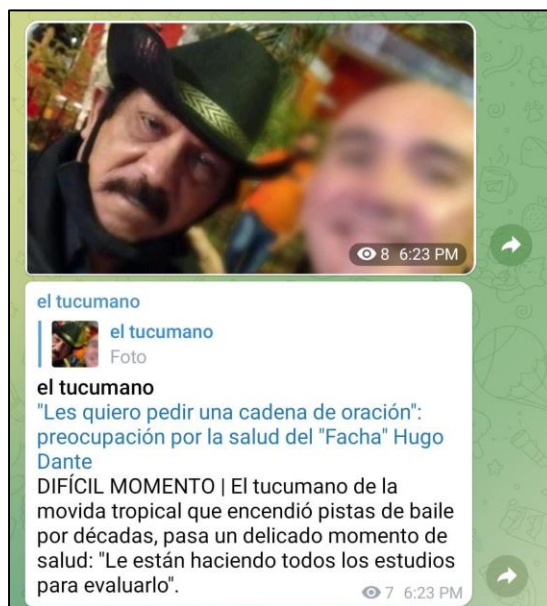 8 6:23 PM
el tucumano
el tucumano
Foto
el tucumano
"Les quiero pedir una cadena de oración":
preocupación por la salud del "Facha" Hugo
Dante
DIFÍCIL MOMENTO | El tucumano de la
movida tropical que encendió pistas de baile
por décadas, pasa un delicado momento de
salud: "Le están haciendo todos los estudios
para evaluarlo".
7 6:23 PM